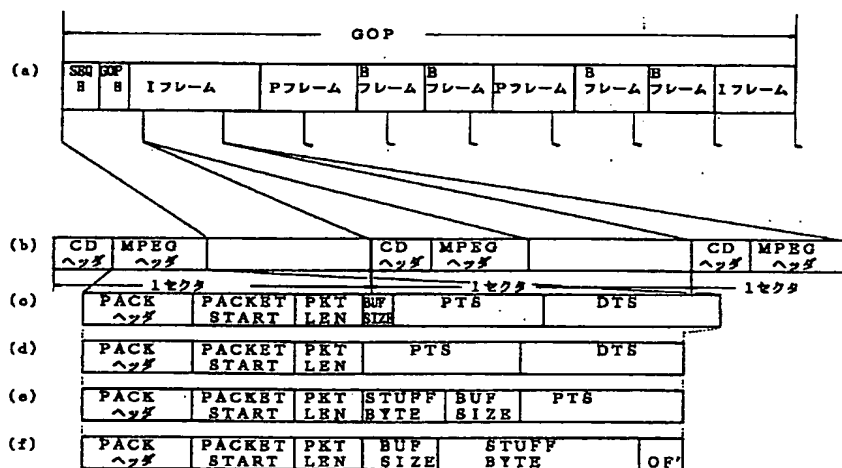 GOP
(a)
SEQ H
GOP H
Iフレーム
Pフレーム
B フレーム
B フレーム
Pフレーム
B フレーム
B フレーム
Iフレーム
(b)
CD ヘッダ
MPEG ヘッダ
CD ヘッダ
MPEG ヘッダ
CD ヘッダ
MPEG ヘッダ
1セクタ
1セクタ
1セクタ
(c)
PACK ヘッダ
PACKET START
PKT LEN
BUF SIZE
PTS
DTS
(d)
PACK ヘッダ
PACKET START
PKT LEN
PTS
DTS
(e)
PACK ヘッダ
PACKET START
PKT LEN
STUFF BYTE
BUF SIZE
PTS
(f)
PACK ヘッダ
PACKET START
PKT LEN
BUF SIZE
STUFF BYTE
OF'